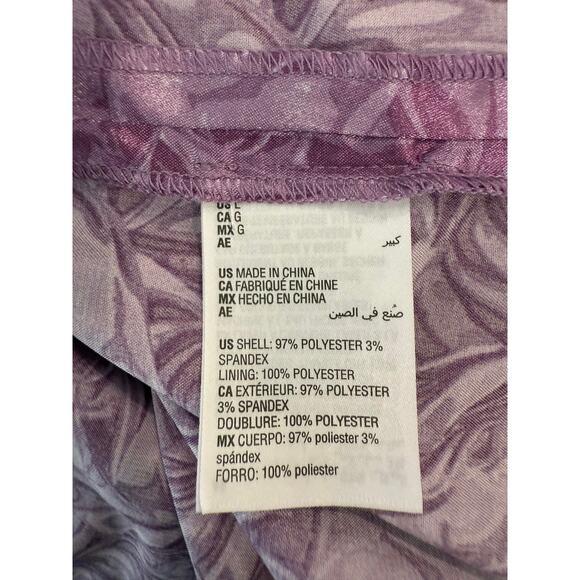 US L
CA G
MX G
AE كبير
US MADE IN CHINA
CA FABRIQUÉ EN CHINE
MX HECHO EN CHINA
AE صُنع في الصين
US SHELL: 97% POLYESTER 3%
SPANDEX
LINING: 100% POLYESTER
CA EXTÉRIEUR: 97% POLYESTER
3% SPANDEX
DOUBLURE: 100% POLYESTER
MX CUERPO: 97% poliester 3%
spándex
FORRO: 100% poliester